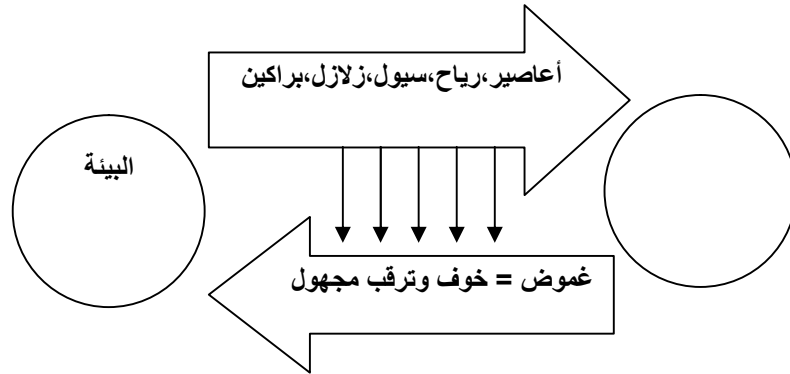 أعاصير،رياح،سيول،زلازل،براكين
البيئة
غموض = خوف وترقب مجهول